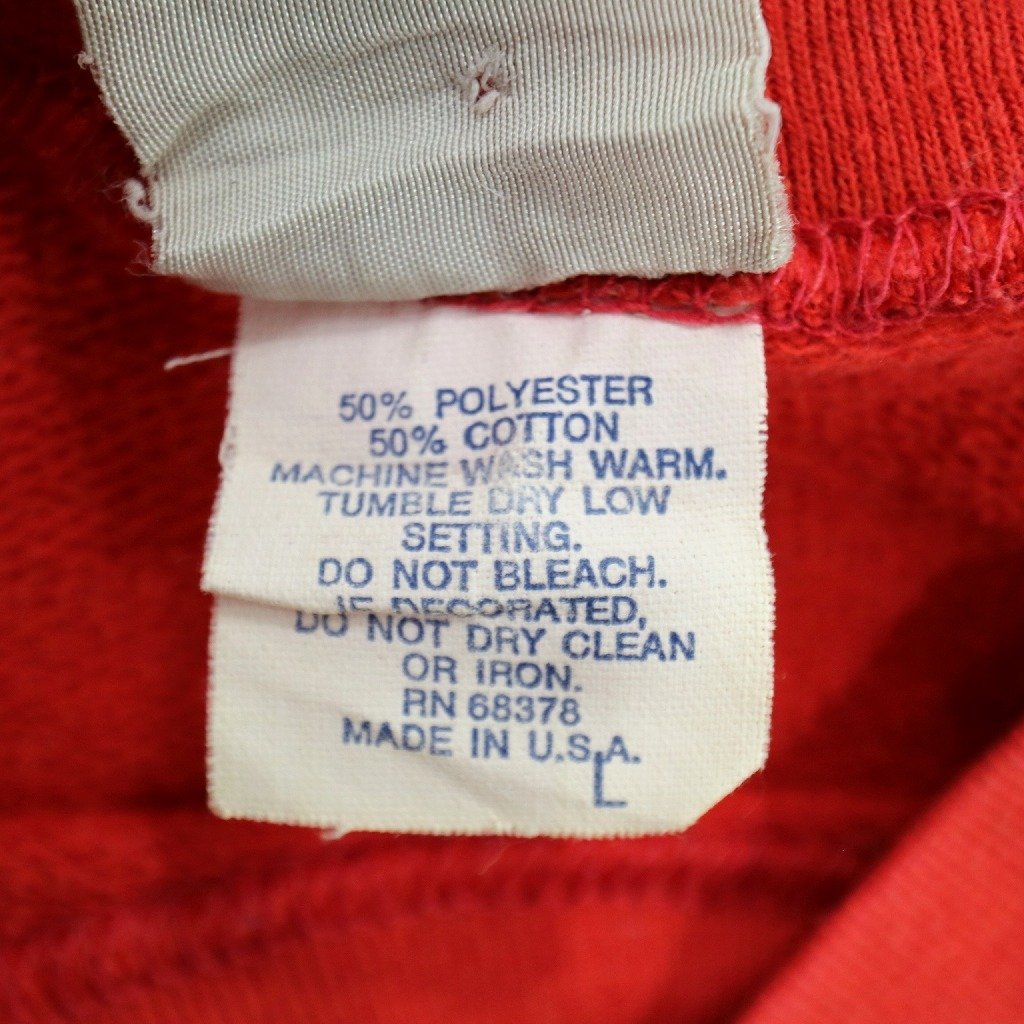 50% POLYESTER
50% COTTON
MACHINE WASH WARM.
TUMBLE DRY LOW
SETTING.
DO NOT BLEACH.
IF DECORATED,
DO NOT DRY CLEAN
OR IRON.
RN 68378
MADE IN U.S.A.
L